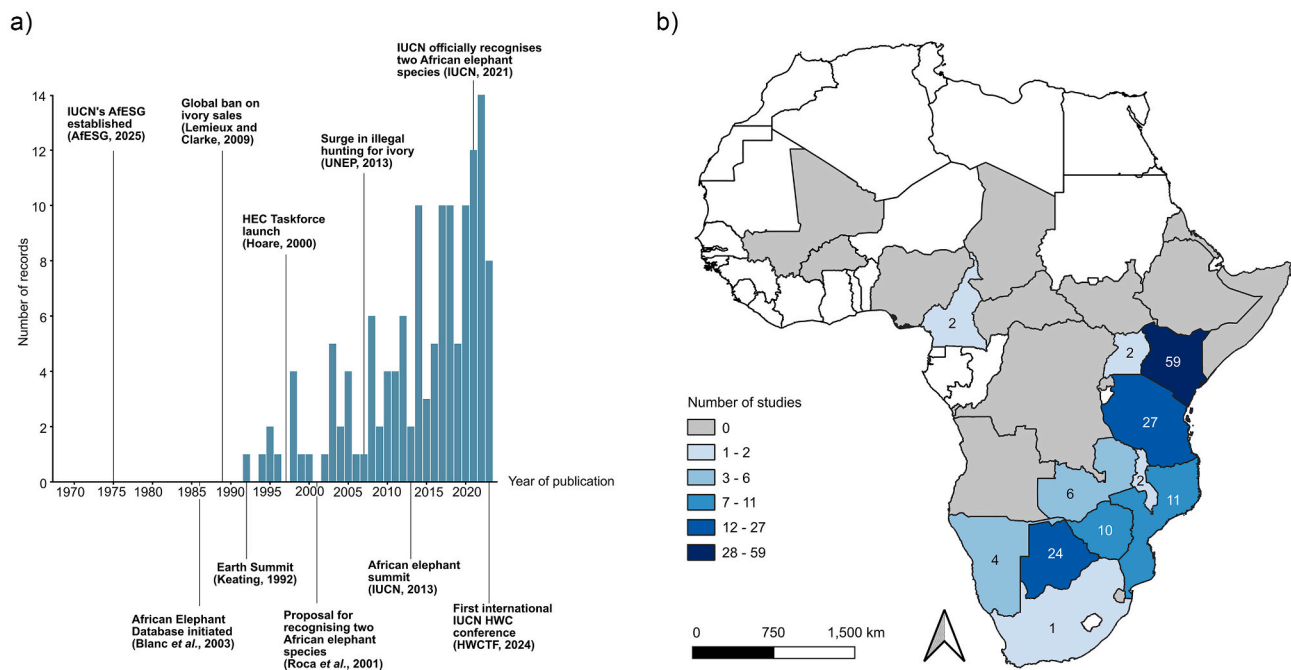 a)
IUCN's AfESG
established
(AfESG, 2025)
Global ban on
ivory sales
(Lemieux and
Clarke, 2009)
HEC Taskforce
launch
(Hoare, 2000)
Surge in illegal
hunting for ivory
(UNEP, 2013)
IUCN officially recognises
two African elephant
species (IUCN, 2021)
Number of records
14
12
10
8
6
4
2
0
1970 1975 1980 1985 1990 1995 2000 2005 2010 2015 2020
Year of publication
African Elephant
Database initiated
(Blanc et al., 2003)
Earth Summit
(Keating, 1992)
Proposal for
recognising two
African elephant
species
(Roca et al., 2001)
African elephant
summit
(IUCN, 2013)
First international
IUCN HWC
conference
(HWCTF, 2024)
b)
2
2
59
27
2
6
11
10
24
4
1
Number of studies
0
1 - 2
3 - 6
7 - 11
12 - 27
28 - 59
0 750 1,500 km